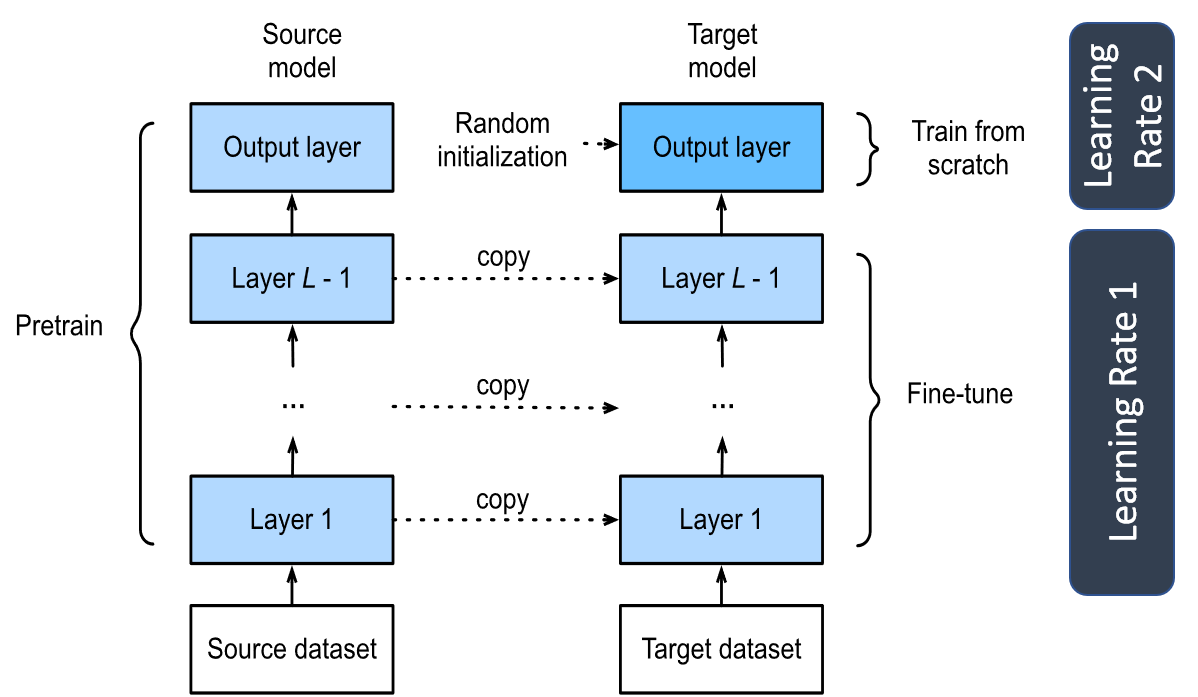 Source
model
Target
model
Learning
Rate 2
Output layer
Random
initialization
Output layer
Train from
scratch
Layer L - 1
copy
Layer L - 1
Learning Rate 1
Pretrain
...
copy
...
Fine-tune
Layer 1
copy
Layer 1
Source dataset
Target dataset